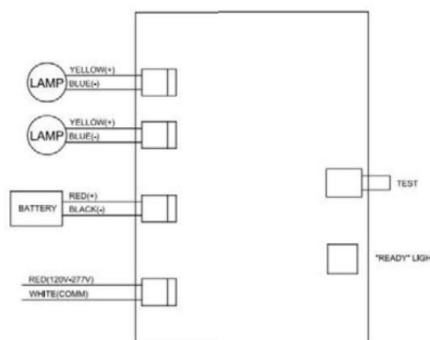 YELLOW(+)
LAMP
BLUE(-)
YELLOW(+)
LAMP
BLUE(-)
RED(+)
BATTERY
BLACK(-)
TEST
"READY" LIGH
RED(120V-277V)
WHITE(COMM)